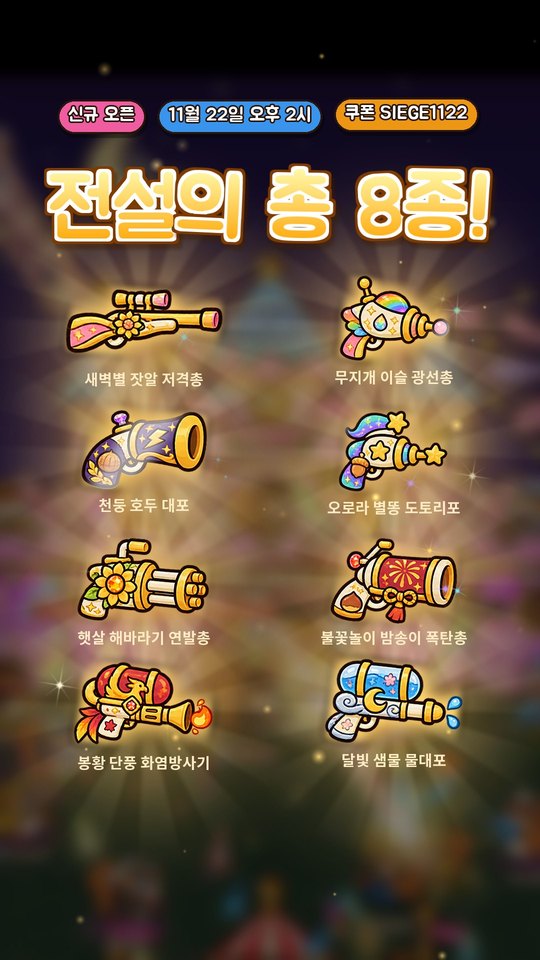 신규 오픈
11월 22일 오후 2시
쿠폰 SIEGE1122
전설의 총 8종!
새벽별 잣알 저격총
무지개 이슬 광선총
천둥 호두 대포
오로라 별똥 도토리포
햇살 해바라기 연발총
불꽃놀이 밤송이 폭탄총
봉황 단풍 화염방사기
달빛 샘물 물대포